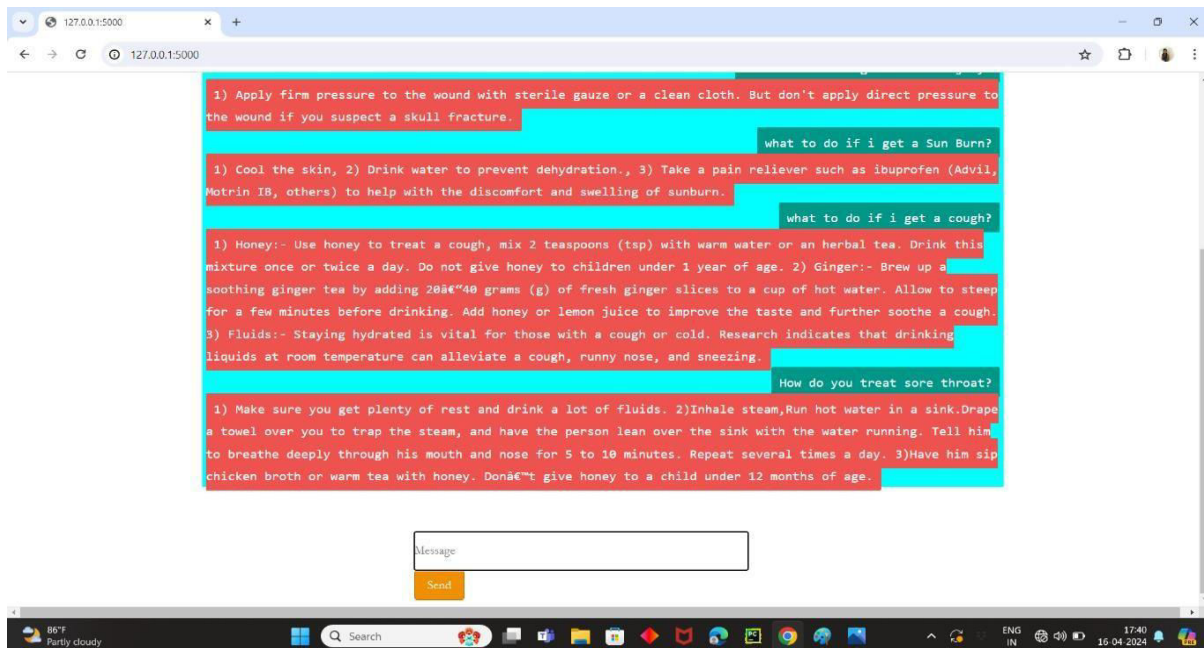 127.0.0.1:5000
127.0.0.1:5000
1) Apply firm pressure to the wound with sterile gauze or a clean cloth. But don't apply direct pressure to
the wound if you suspect a skull fracture.
what to do if i get a Sun Burn?
1) Cool the skin, 2) Drink water to prevent dehydration., 3) Take a pain reliever such as ibuprofen (Advil,
Motrin IB, others) to help with the discomfort and swelling of sunburn.
what to do if i get a cough?
1) Honey:- Use honey to treat a cough, mix 2 teaspoons (tsp) with warm water or an herbal tea. Drink this
mixture once or twice a day. Do not give honey to children under 1 year of age. 2) Ginger:- Brew up a
soothing ginger tea by adding 20â€“40 grams (g) of fresh ginger slices to a cup of hot water. Allow to steep
for a few minutes before drinking. Add honey or lemon juice to improve the taste and further soothe a cough.
3) Fluids:- Staying hydrated is vital for those with a cough or cold. Research indicates that drinking
liquids at room temperature can alleviate a cough, runny nose, and sneezing.
How do you treat sore throat?
1) Make sure you get plenty of rest and drink a lot of fluids. 2)Inhale steam,Run hot water in a sink.Drape
a towel over you to trap the steam, and have the person lean over the sink with the water running. Tell him
to breathe deeply through his mouth and nose for 5 to 10 minutes. Repeat several times a day. 3)Have him sip
chicken broth or warm tea with honey. Donâ€™t give honey to a child under 12 months of age.
Message
Send
86°F
Partly cloudy
Search
ENG
IN
17:40
16-04-2024